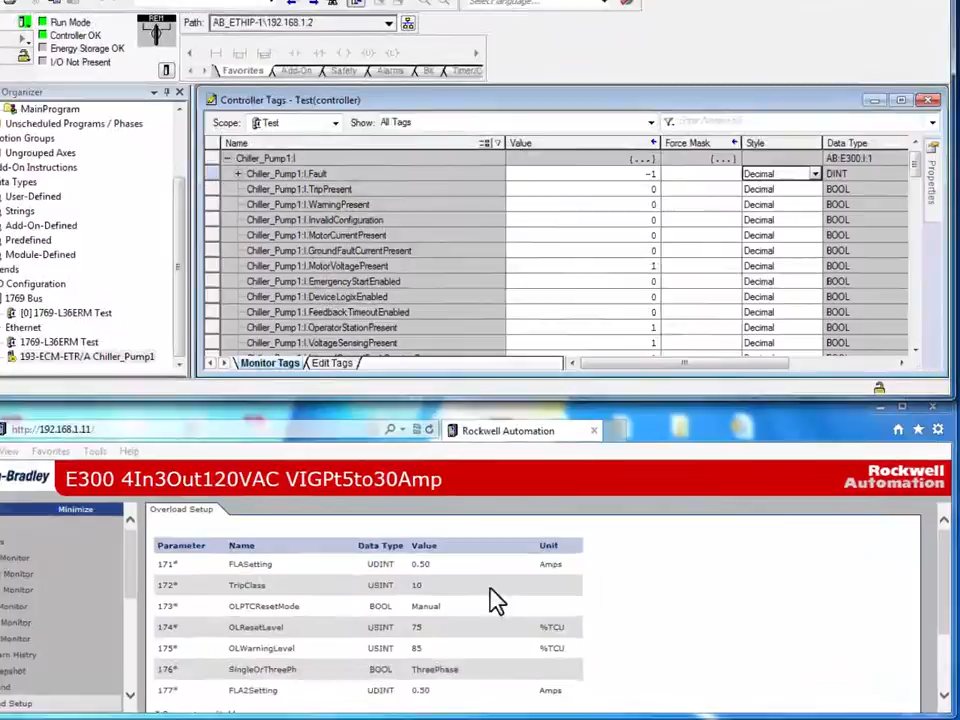 Select language...
Run Mode
Controller OK
Energy Storage OK
I/O Not Present
REM
Path: AB_ETHIP-1\192.168.1.2
Favorites Add-On Safety Alarms Bit Timer/C
Organizer
MainProgram
Unscheduled Programs / Phases
otion Groups
Ungrouped Axes
dd-On Instructions
ata Types
User-Defined
Strings
Add-On-Defined
Predefined
Module-Defined
ends
O Configuration
1769 Bus
[0] 1769-L36ERM Test
Ethernet
1769-L36ERM Test
193-ECM-ETR/A Chiller_Pump1
Controller Tags - Test(controller)
Scope: Test Show: All Tags
Name Value Force Mask Style Data Type
Chiller_Pump1:I {...} {...} AB:E300:I:1
Chiller_Pump1:I.Fault -1 Decimal DINT
Chiller_Pump1:I.TripPresent 0 Decimal BOOL
Chiller_Pump1:I.WarningPresent 0 Decimal BOOL
Chiller_Pump1:I.InvalidConfiguration 0 Decimal BOOL
Chiller_Pump1:I.MotorCurrentPresent 0 Decimal BOOL
Chiller_Pump1:I.GroundFaultCurrentPresent 0 Decimal BOOL
Chiller_Pump1:I.MotorVoltagePresent 1 Decimal BOOL
Chiller_Pump1:I.EmergencyStartEnabled 0 Decimal BOOL
Chiller_Pump1:I.DeviceLogixEnabled 0 Decimal BOOL
Chiller_Pump1:I.FeedbackTimeoutEnabled 0 Decimal BOOL
Chiller_Pump1:I.OperatorStationPresent 1 Decimal BOOL
Chiller_Pump1:I.VoltageSensingPresent 1 Decimal BOOL
Monitor Tags Edit Tags
Properties
http://192.168.1.11/
Rockwell Automation
View Favorites Tools Help
n-Bradley
E300 4In3Out120VAC VIGPt5to30Amp
Rockwell
Automation
Minimize
s
Monitor
Monitor
Monitor
Monitor
Monitor
Monitor
rn Histry
apshot
nd
d Setup
Overload Setup
Parameter Name Data Type Value Unit
171* FLASetting UDINT 0.50 Amps
172* TripClass USINT 10
173* OLPTCResetMode BOOL Manual
174* OLResetLevel USINT 75 %TCU
175* OLWarningLevel USINT 85 %TCU
176* SingleOrThreePh BOOL ThreePhase
177* FLA2Setting UDINT 0.50 Amps